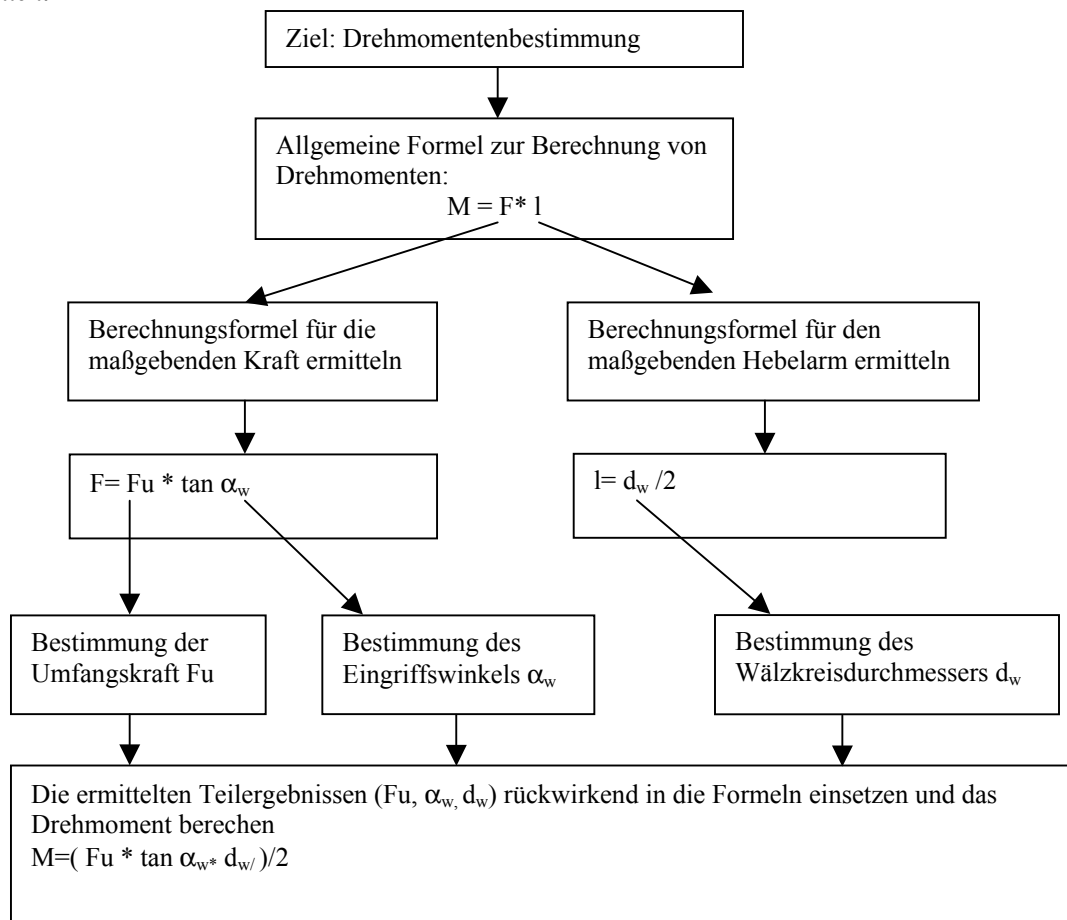 Ziel: Drehmomentenbestimmung
Allgemeine Formel zur Berechnung von
Drehmomenten:
M = F* l
Berechnungsformel für die
maßgebenden Kraft ermitteln
Berechnungsformel für den
maßgebenden Hebelarm ermitteln
F= Fu * tan αw
l= dw /2
Bestimmung der
Umfangskraft Fu
Bestimmung des
Eingriffswinkels αw
Bestimmung des
Wälzkreisdurchmessers dw
Die ermittelten Teilergebnissen (Fu, αw, dw) rückwirkend in die Formeln einsetzen und das
Drehmoment berechen
M=( Fu * tan αw* dw/ )/2